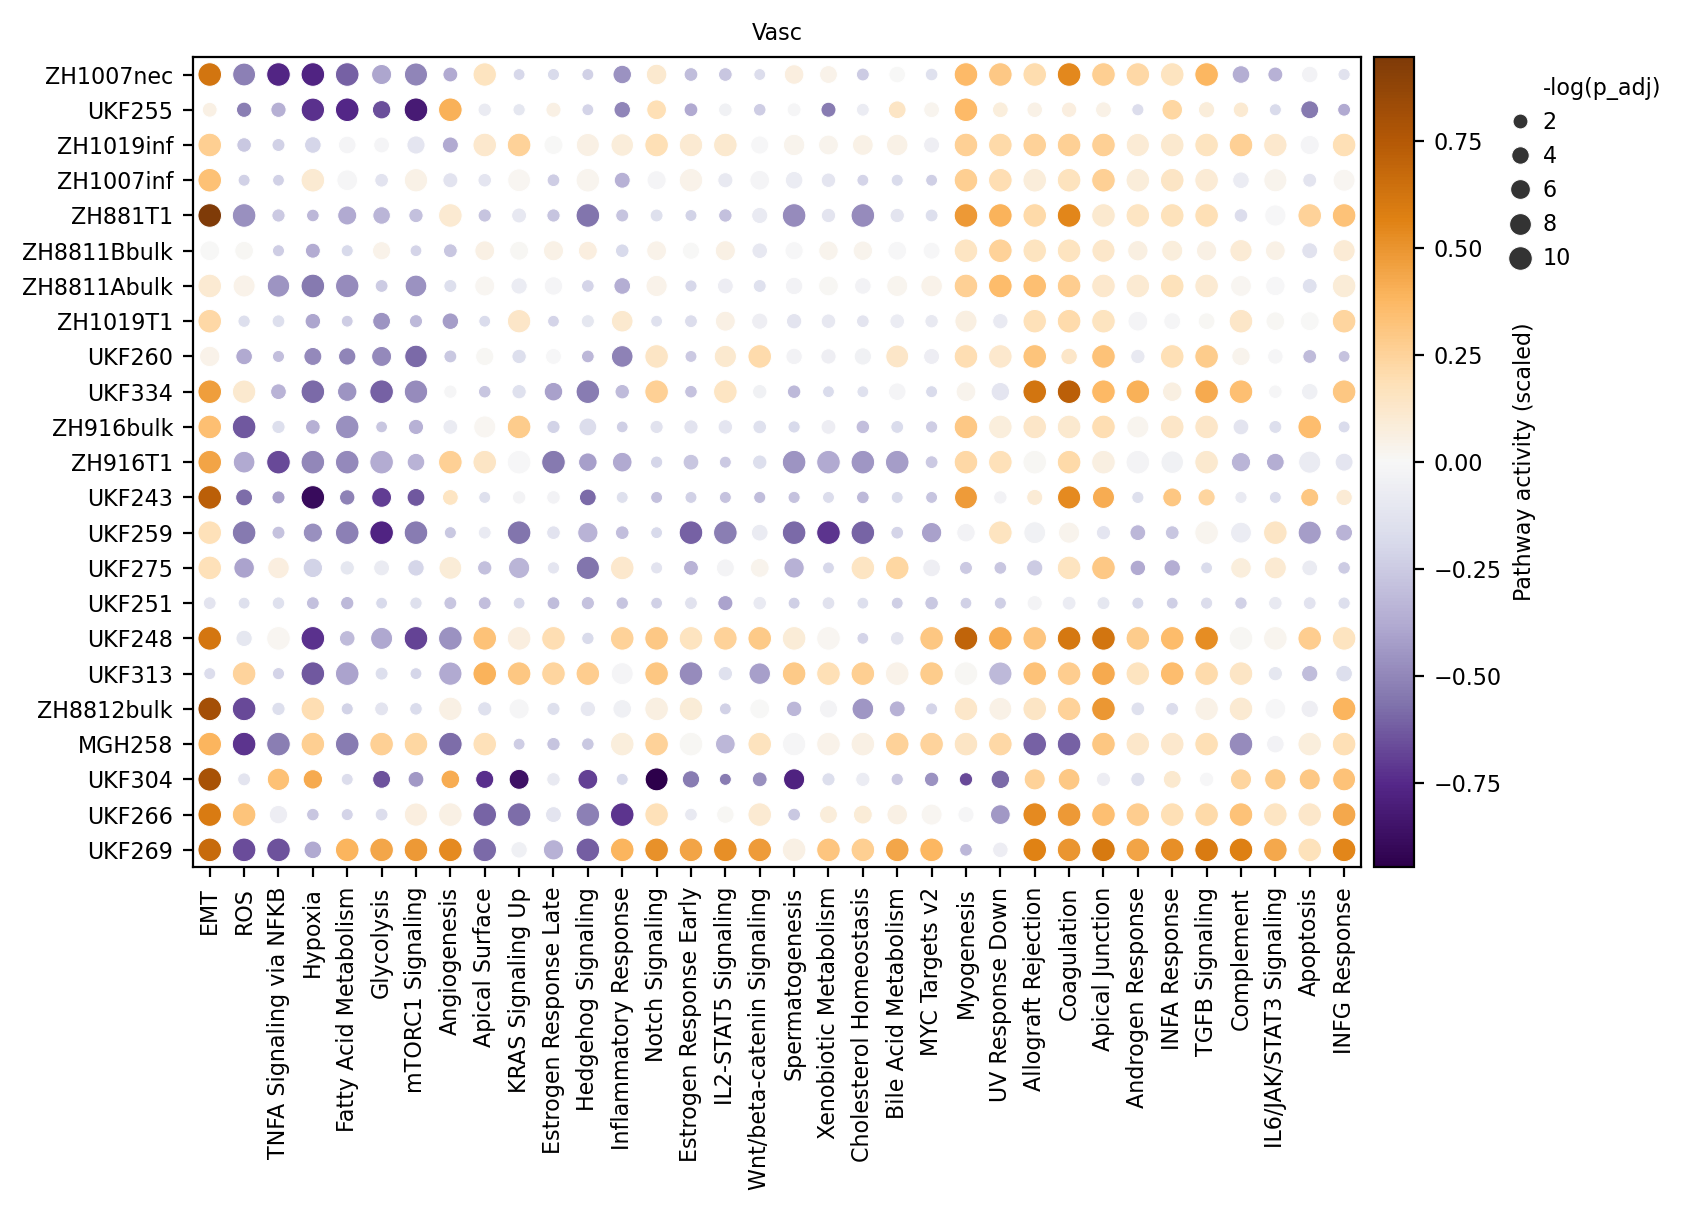 Vasc
ZH1007nec
UKF255
ZH1019inf
ZH1007inf
ZH881T1
ZH8811Bbulk
ZH8811Abulk
ZH1019T1
UKF260
UKF334
ZH916bulk
ZH916T1
UKF243
UKF259
UKF275
UKF251
UKF248
UKF313
ZH8812bulk
MGH258
UKF304
UKF266
UKF269
EMT
ROS
TNFA Signaling via NFKB
Hypoxia
Fatty Acid Metabolism
Glycolysis
mTORC1 Signaling
Angiogenesis
Apical Surface
KRAS Signaling Up
Estrogen Response Late
Hedgehog Signaling
Inflammatory Response
Notch Signaling
Estrogen Response Early
IL2-STAT5 Signaling
Wnt/beta-catenin Signaling
Spermatogenesis
Xenobiotic Metabolism
Cholesterol Homeostasis
Bile Acid Metabolism
MYC Targets v2
Myogenesis
UV Response Down
Allograft Rejection
Coagulation
Apical Junction
Androgen Response
INFA Response
TGFB Signaling
Complement
IL6/JAK/STAT3 Signaling
Apoptosis
INFG Response
0.75
0.50
0.25
0.00
−0.25
−0.50
−0.75
Pathway activity (scaled)
-log(p_adj)
2
4
6
8
10